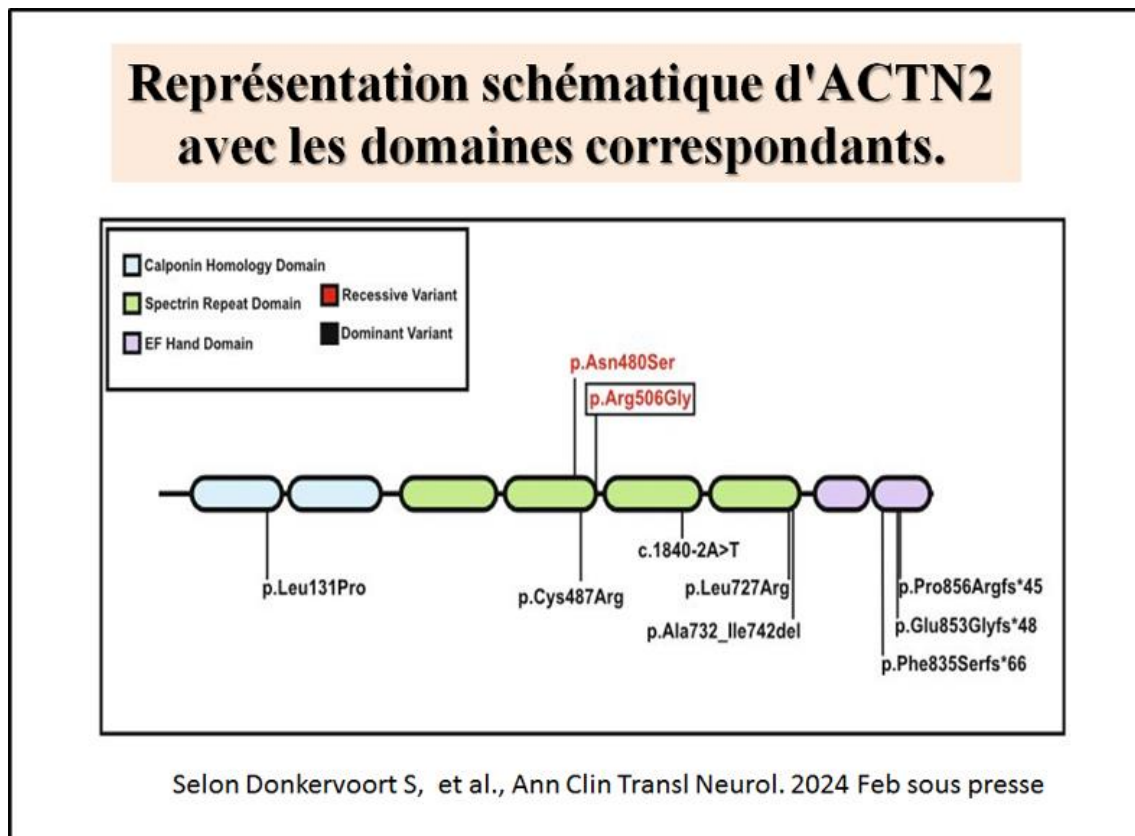 Représentation schématique d'ACTN2
avec les domaines correspondants.
Calponin Homology Domain
Spectrin Repeat Domain
Recessive Variant
EF Hand Domain
Dominant Variant
p.Asn480Ser
p.Arg506Gly
c.1840-2A>T
p.Leu131Pro
p.Cys487Arg
p.Leu727Arg
p.Pro856Argfs*45
p.Ala732_Ile742del
p.Glu853Glyfs*48
p.Phe835Serfs*66
Selon Donkervoort S, et al., Ann Clin Transl Neurol. 2024 Feb sous presse